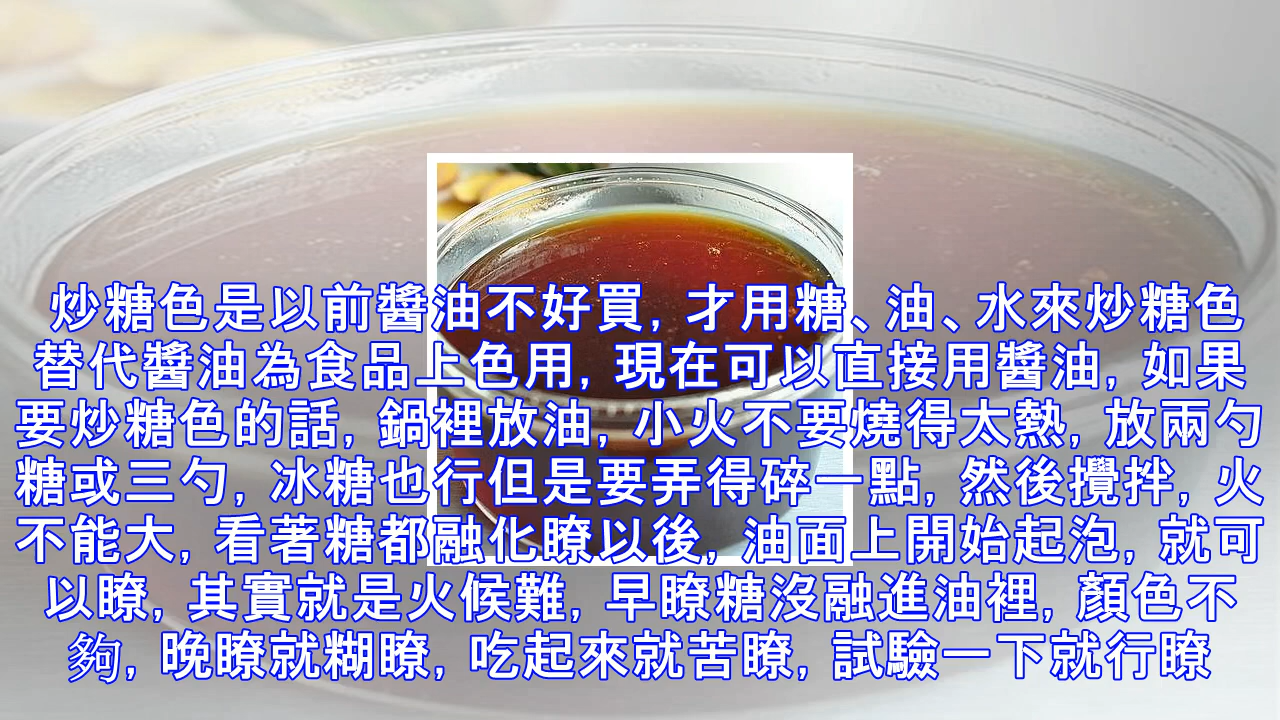 炒糖色是以前醬油不好買, 才用糖、油、水來炒糖色
替代醬油為食品上色用, 現在可以直接用醬油, 如果
要炒糖色的話, 鍋裡放油, 小火不要燒得太熱, 放兩勺
糖或三勺, 冰糖也行但是要弄得碎一點, 然後攪拌, 火
不能大, 看著糖都融化瞭以後, 油面上開始起泡, 就可
以瞭, 其實就是火候難, 早瞭糖沒融進油裡, 顏色不
夠, 晚瞭就糊瞭, 吃起來就苦瞭, 試驗一下就行瞭